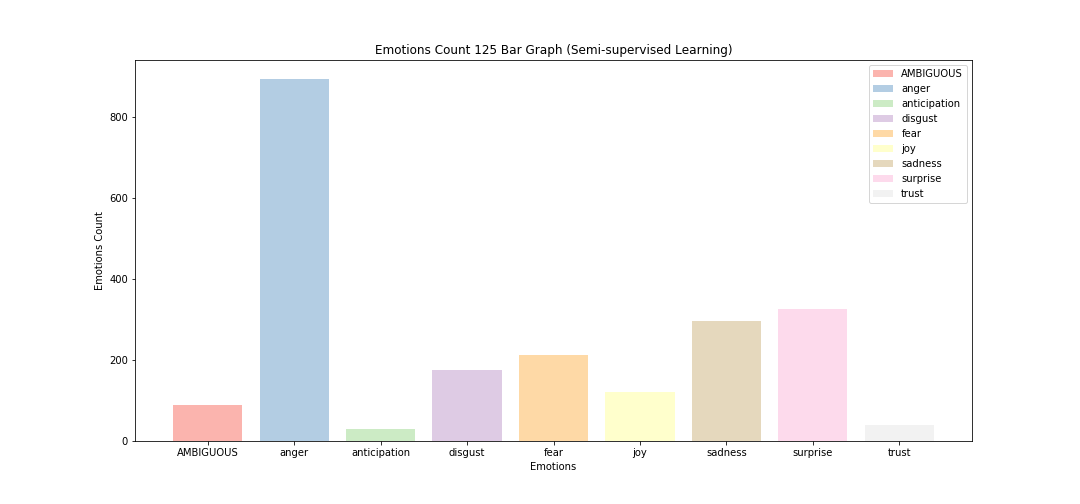 Emotions Count 125 Bar Graph (Semi-supervised Learning)
AMBIGUOUS
anger
anticipation
disgust
fear
joy
sadness
surprise
trust
Emotions Count
800
600
400
200
0
AMBIGUOUS anger anticipation disgust fear joy sadness surprise trust
Emotions